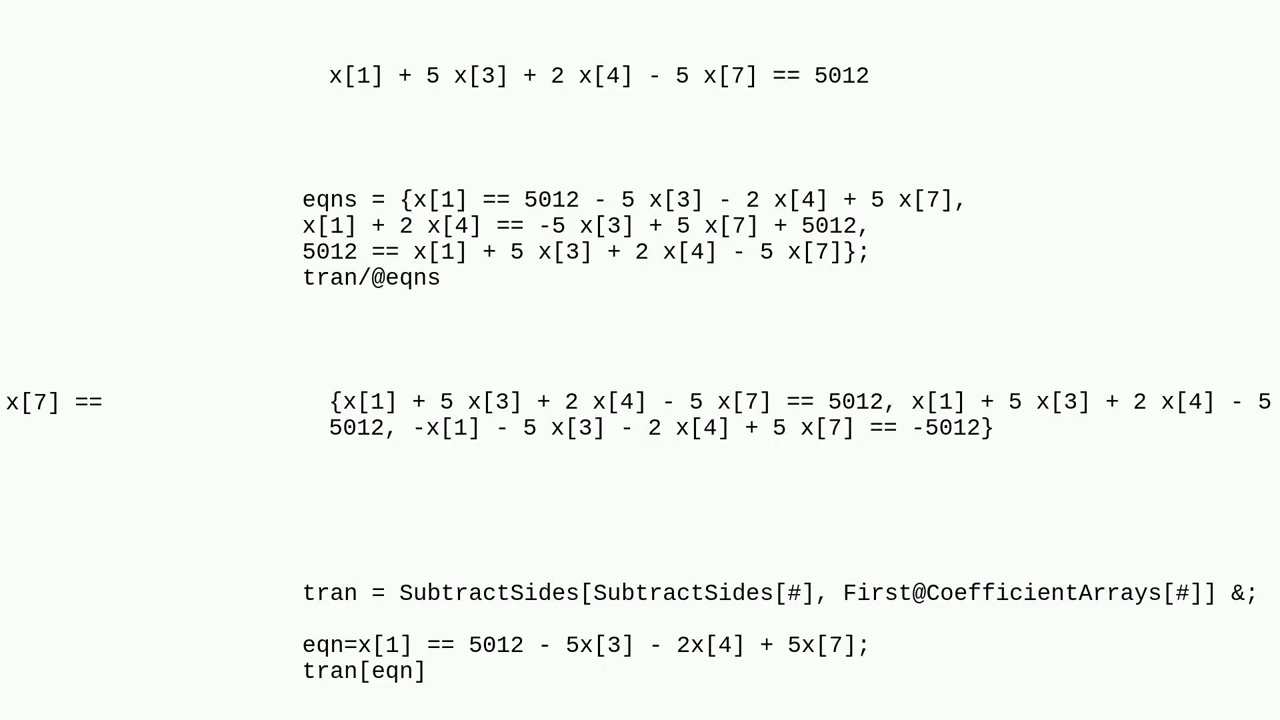 x[1] + 5 x[3] + 2 x[4] - 5 x[7] == 5012
eqns = {x[1] == 5012 - 5 x[3] - 2 x[4] + 5 x[7],
x[1] + 2 x[4] == -5 x[3] + 5 x[7] + 5012,
5012 == x[1] + 5 x[3] + 2 x[4] - 5 x[7]};
tran/@eqns
x[7] ==
{x[1] + 5 x[3] + 2 x[4] - 5 x[7] == 5012, x[1] + 5 x[3] + 2 x[4] - 5
5012, -x[1] - 5 x[3] - 2 x[4] + 5 x[7] == -5012}
tran = SubtractSides[SubtractSides[#], First@CoefficientArrays[#]] &;
eqn=x[1] == 5012 - 5x[3] - 2x[4] + 5x[7];
tran[eqn]